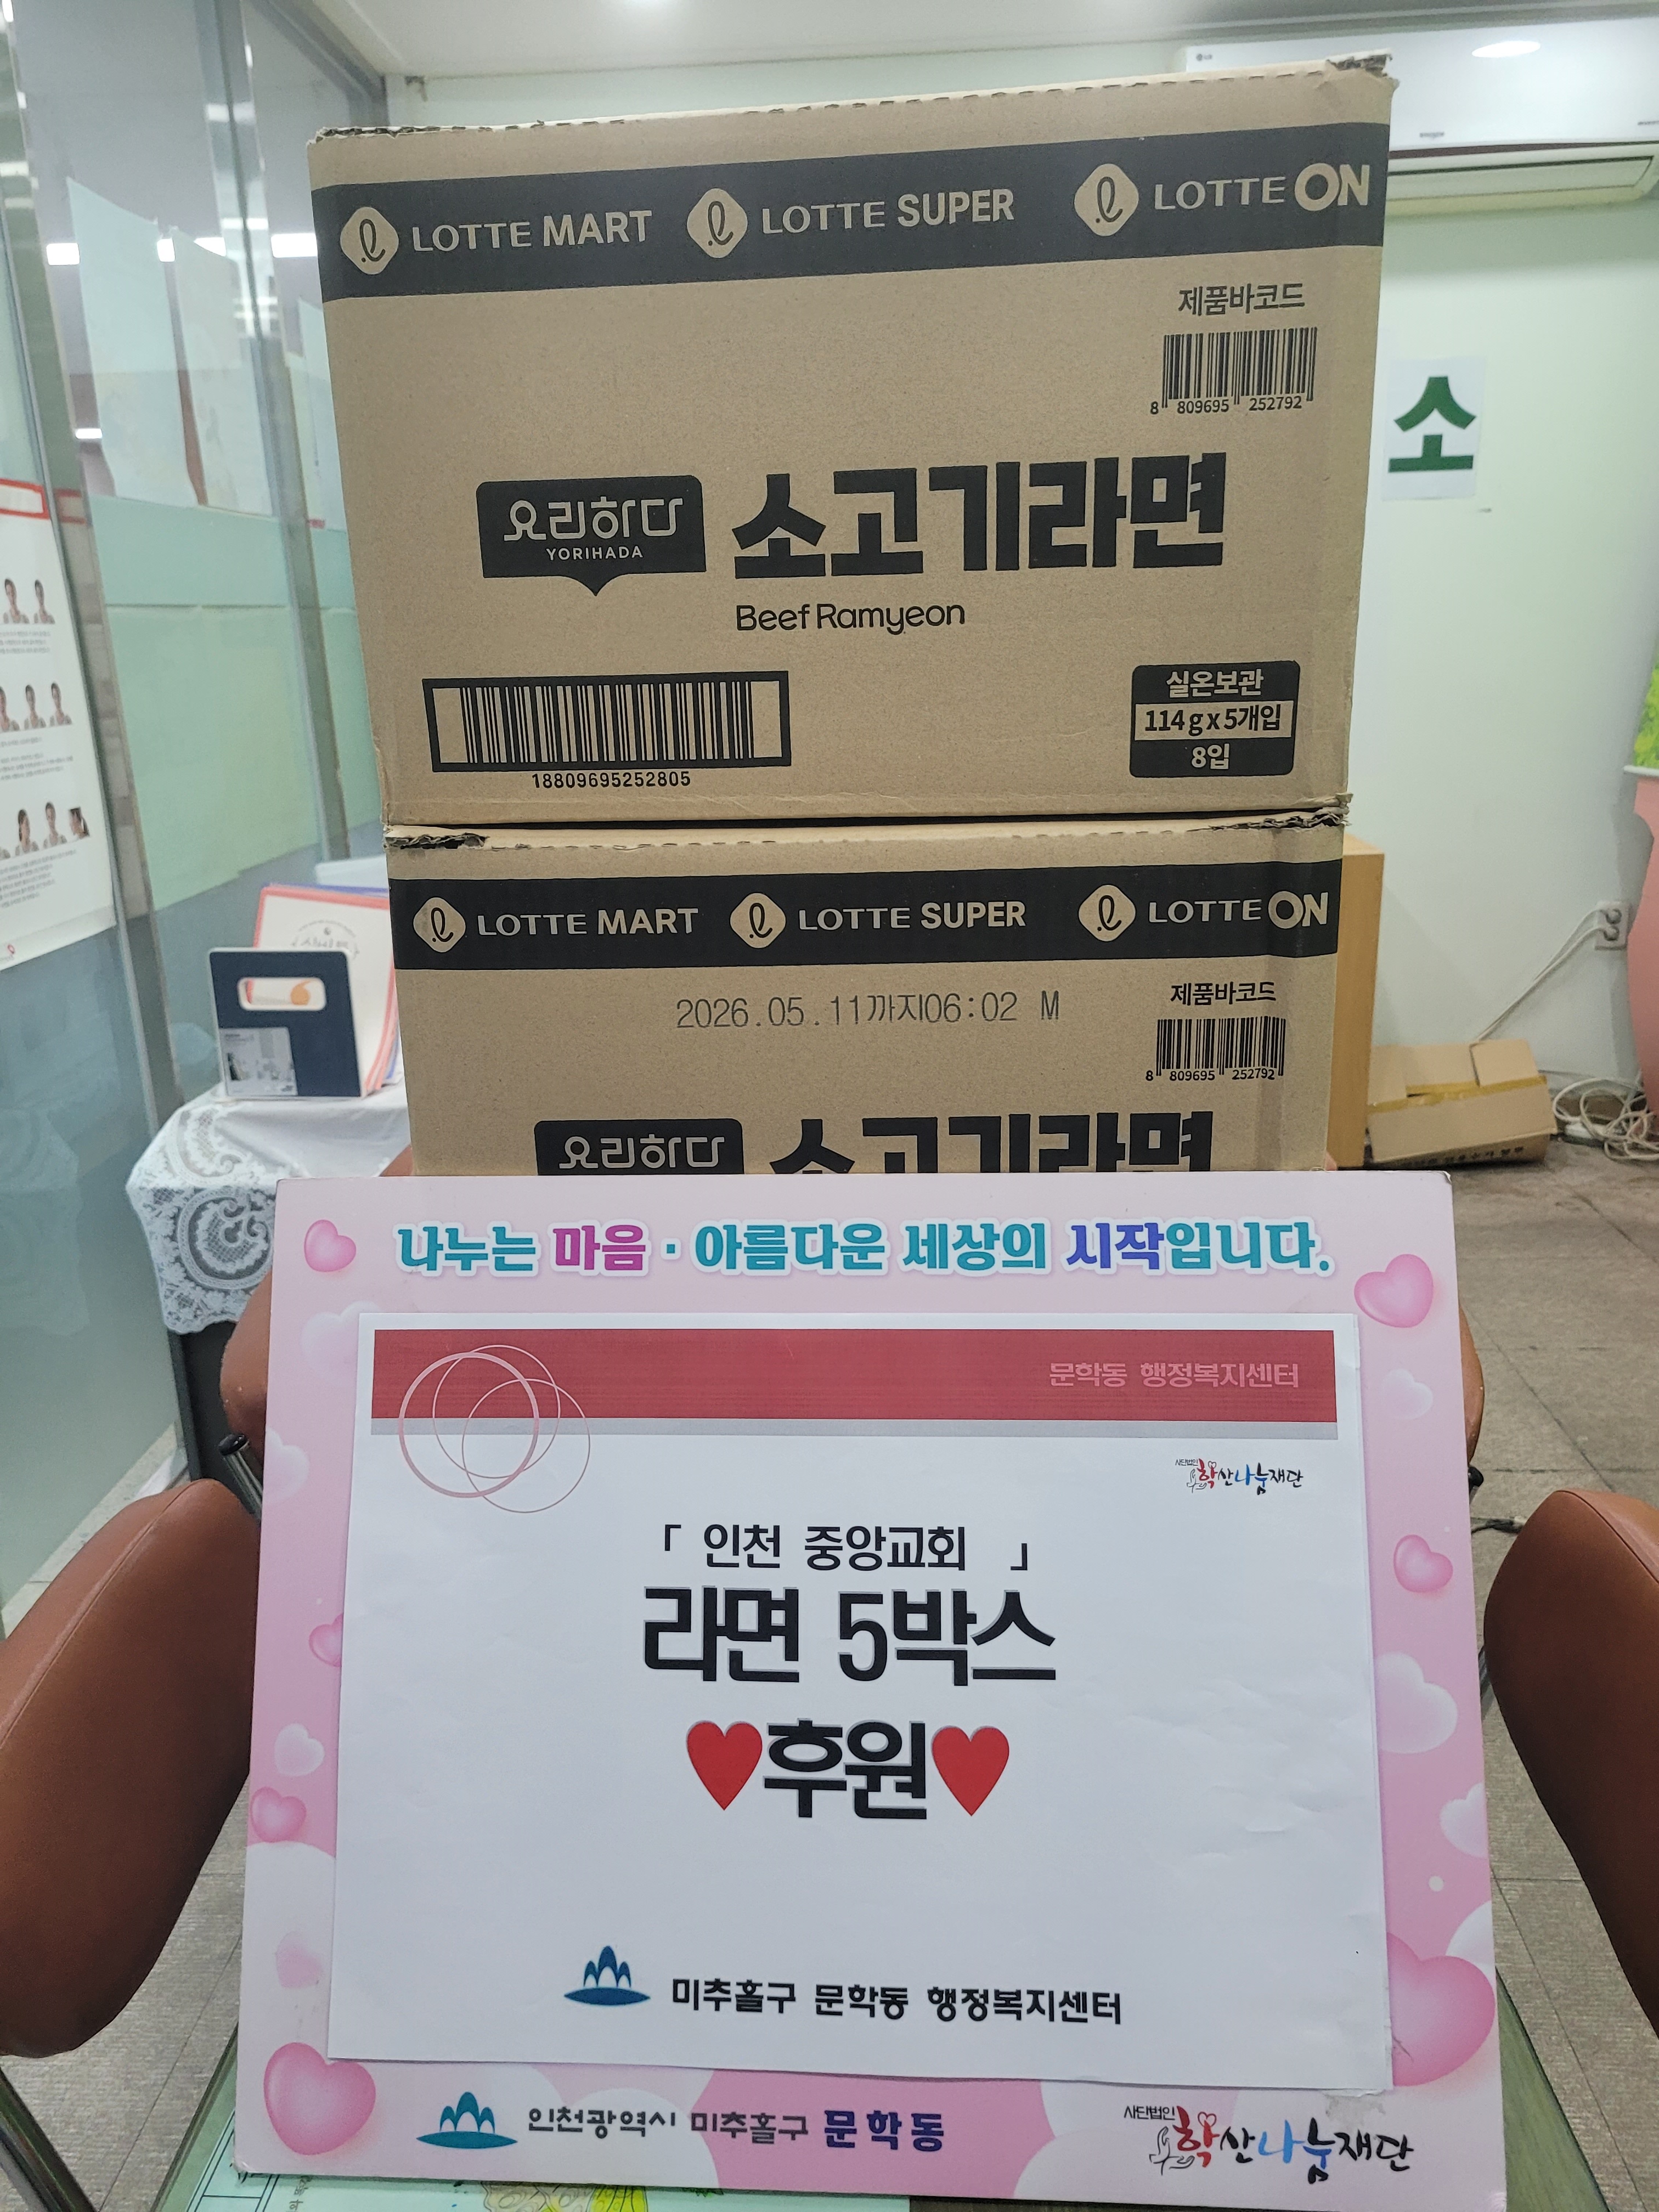 LOTTE MART LOTTE SUPER LOTTE ON
제품바코드
8 809695 252792
소
요리하다 소고기라면
YORIHADA
Beef Ramyeon
실온보관
114g x 5개입
8입
18809695252805
LOTTE MART LOTTE SUPER LOTTE ON
2026.05.11까지06:02 M
제품바코드
8 809695 252792
요리하다 소고기라면
나누는 마음 · 아름다운 세상의 시작입니다.
문학동 행정복지센터
사단법인 학산나눔재단
「 인천 중앙교회 」
라면 5박스
♥후원♥
미추홀구 문학동 행정복지센터
인천광역시 미추홀구 문학동
사단법인 학산나눔재단